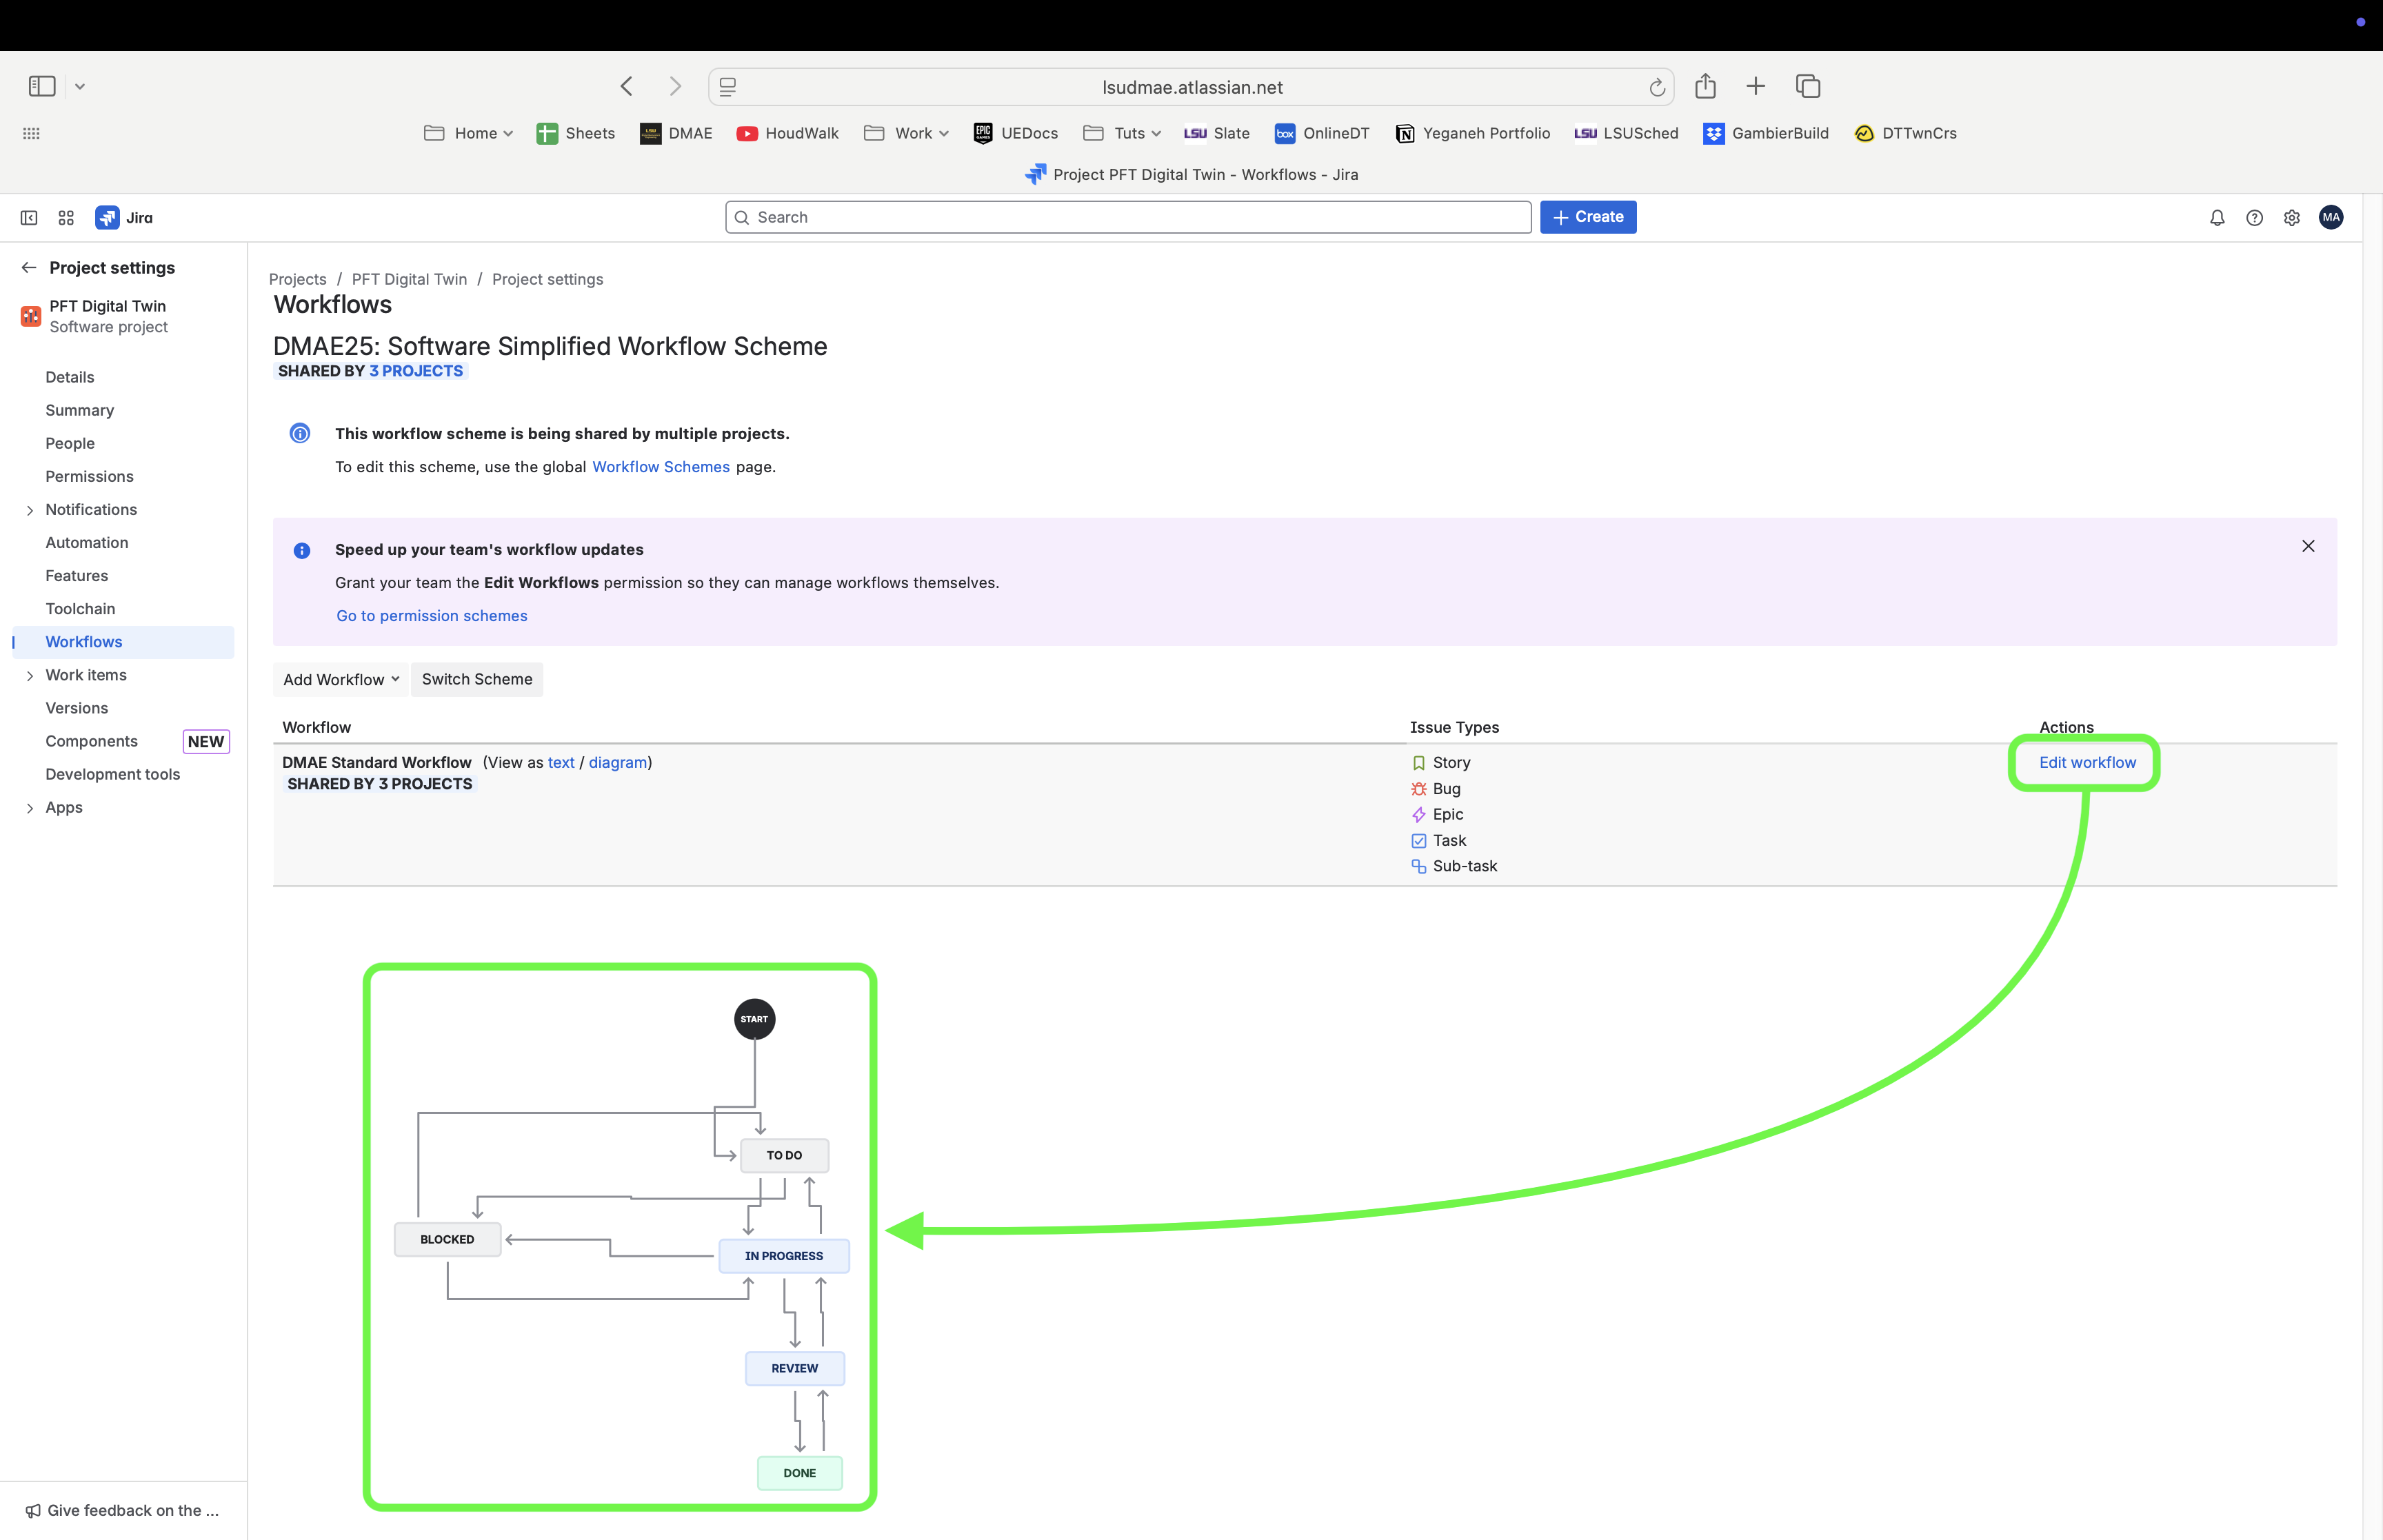 lsudmae.atlassian.net
Home Sheets DMAE HoudWalk Work UEDocs Tuts LSU Slate box OnlineDT Yeganeh Portfolio LSU LSUSched GambierBuild DTTwnCrs
Project PFT Digital Twin - Workflows - Jira
Jira Search + Create MA
Project settings
PFT Digital Twin
Software project
Details
Summary
People
Permissions
Notifications
Automation
Features
Toolchain
Workflows
Work items
Versions
Components NEW
Development tools
Apps
Give feedback on the ...
Projects / PFT Digital Twin / Project settings
Workflows
DMAE25: Software Simplified Workflow Scheme
SHARED BY 3 PROJECTS
This workflow scheme is being shared by multiple projects.
To edit this scheme, use the global Workflow Schemes page.
Speed up your team's workflow updates
Grant your team the Edit Workflows permission so they can manage workflows themselves.
Go to permission schemes
Add Workflow Switch Scheme
Workflow Issue Types Actions
DMAE Standard Workflow (View as text / diagram) Story Edit workflow
SHARED BY 3 PROJECTS
Bug
Epic
Task
Sub-task
START
TO DO
BLOCKED
IN PROGRESS
REVIEW
DONE